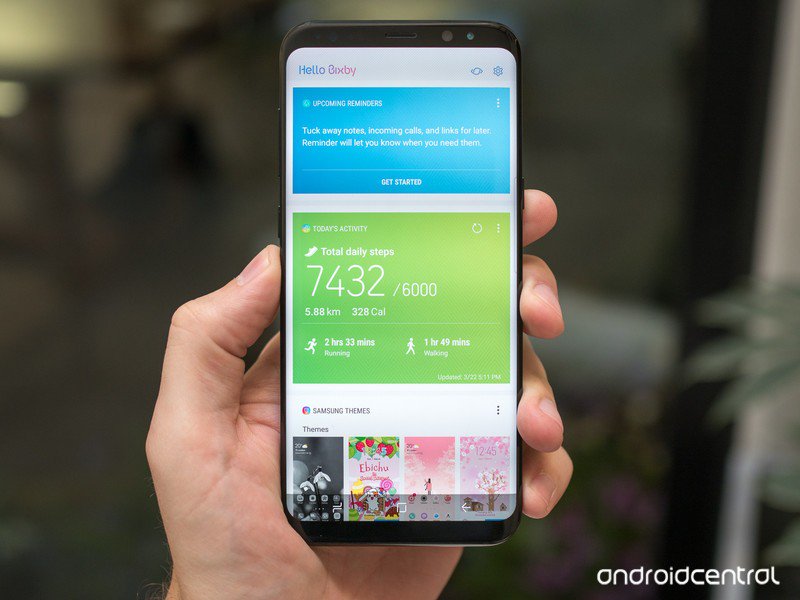 Hello Bixby
UPCOMING REMINDERS
Tuck away notes, incoming calls, and links for later.
Reminder will let you know when you need them.
GET STARTED
TODAY'S ACTIVITY
Total daily steps
7432 /6000
5.88 km 328 Cal
2 hrs 33 mins
Running
1 hr 49 mins
Walking
Updated: 3/22 5:11 PM
SAMSUNG THEMES
Themes
20°
Ebichu
20°
12:45
androidcentral